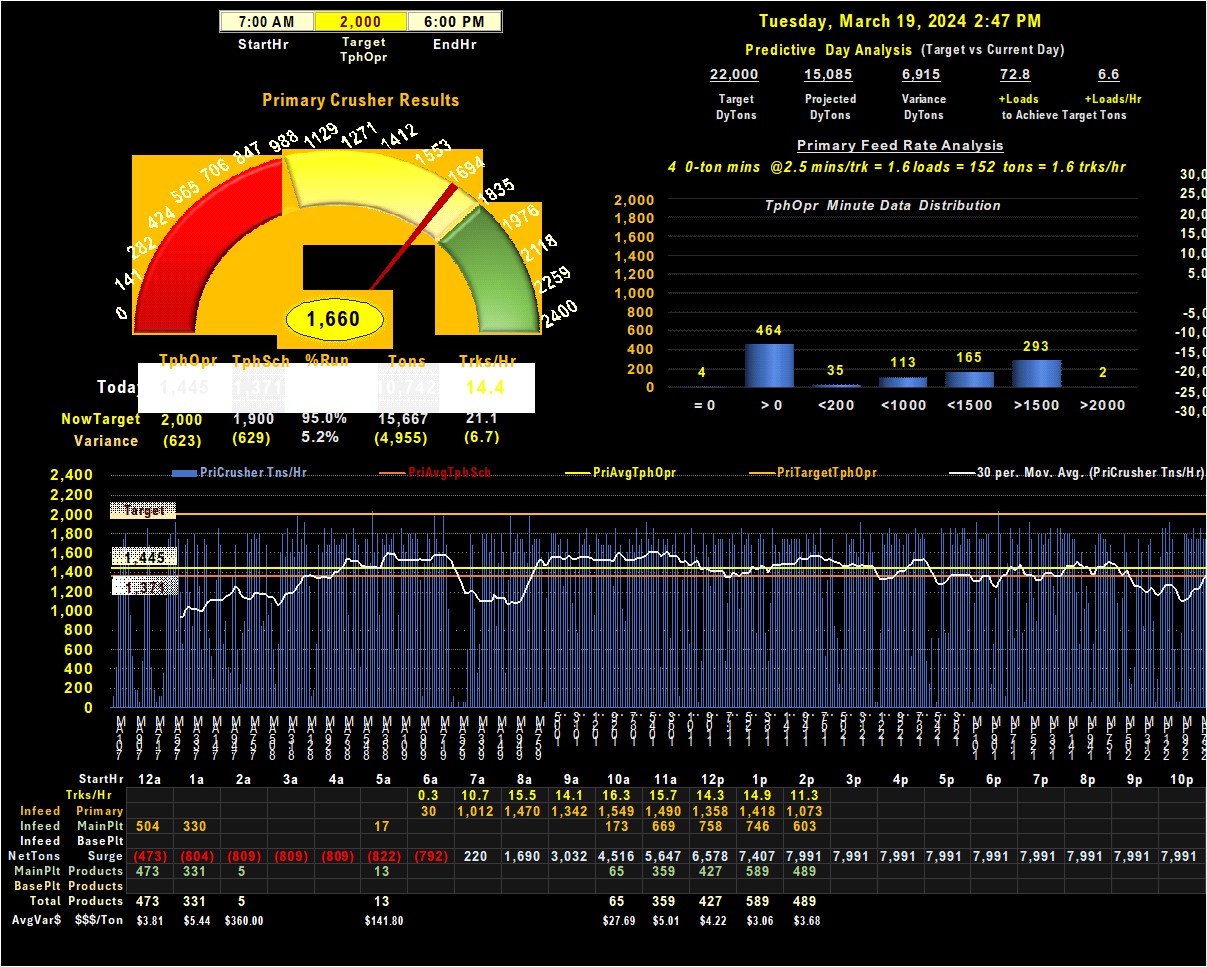 7:00 AM 2,000 6:00 PM
StartHr Target TphOpr EndHr
Tuesday, March 19, 2024 2:47 PM
Predictive Day Analysis (Target vs Current Day)
22,000 15,085 6,915 72.8 6.6
Target Projected Variance +Loads +Loads/Hr
DyTons DyTons DyTons to Achieve Target Tons
Primary Crusher Results
0 141 282 424 565 706 847 988 1129 1271 1412 1553 1694 1835 1976 2118 2259 2400
1,660
TphOpr TphSch %Run Tons Trks/Hr
Today 1,445 1,371 10,742 14.4
NowTarget 2,000 1,900 95.0% 15,667 21.1
Variance (623) (629) 5.2% (4,955) (6.7)
Primary Feed Rate Analysis
4 0-ton mins @2.5 mins/trk = 1.6 loads = 152 tons = 1.6 trks/hr
TphOpr Minute Data Distribution
2,000
1,800
1,600
1,400
1,200
1,000
800
600
400
200
0
4 464 35 113 165 293 2
= 0 > 0 <200 <1000 <1500 >1500 >2000
30,0
25,0
20,0
15,0
10,0
5,0
-5,0
-10,0
-15,0
-20,0
-25,0
-30,0
PriCrusher Tns/Hr PriAvgTphSch PriAvgTphOpr PriTargetTphOpr 30 per. Mov. Avg. (PriCrusher Tns/Hr)
2,400
2,200
2,000
1,800
1,600
1,400
1,200
1,000
800
600
400
200
0
Target
1,445
StartHr 12a 1a 2a 3a 4a 5a 6a 7a 8a 9a 10a 11a 12p 1p 2p 3p 4p 5p 6p 7p 8p 9p 10p
Trks/Hr 0.3 10.7 15.5 14.1 16.3 15.7 14.3 14.9 11.3
Infeed Primary 30 1,012 1,470 1,342 1,549 1,490 1,358 1,418 1,073
Infeed MainPlt 504 330 17 173 669 758 746 603
Infeed BasePlt
NetTons Surge (473) (804) (809) (809) (809) (822) (792) 220 1,690 3,032 4,516 5,647 6,578 7,407 7,991 7,991 7,991 7,991 7,991 7,991 7,991 7,991 7,991
MainPlt Products 473 331 5 13 65 359 427 589 489
BasePlt Products
Total Products 473 331 5 13 65 359 427 589 489
AvgVar$ $$$/Ton $3.81 $5.44 $360.00 $141.80 $27.69 $5.01 $4.22 $3.06 $3.68